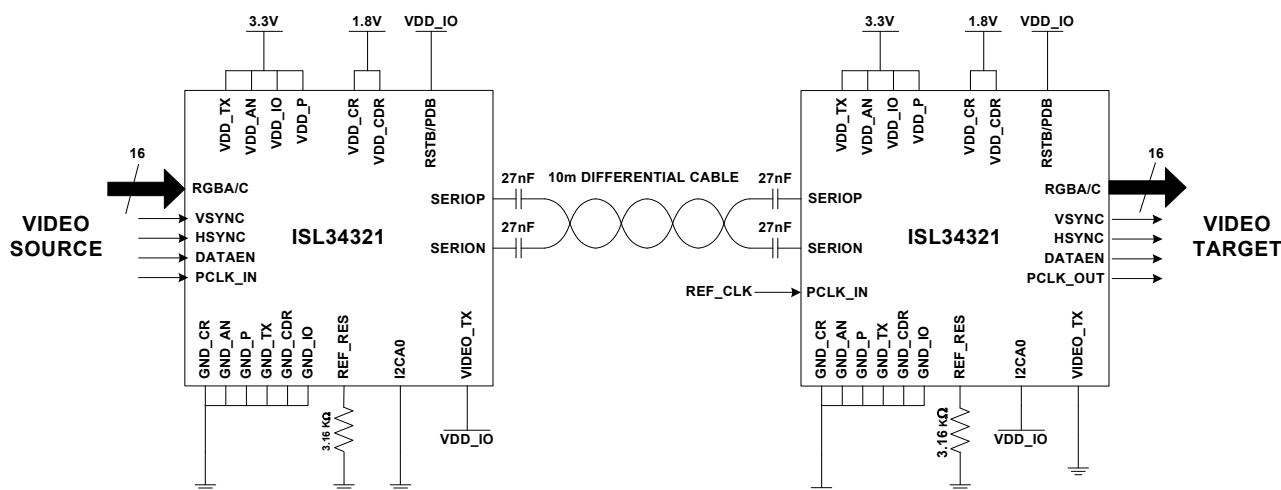 3.3V
1.8V
VDD_IO
VDD_TX
VDD_AN
VDD_IO
VDD_P
VDD_CR
VDD_CDR
RSTB/PDB
16
RGBA/C
VIDEO
SOURCE
VSYNC
HSYNC
DATAEN
PCLK_IN
ISL34321
SERIOP
SERION
GND_CR
GND_AN
GND_P
GND_TX
GND_CDR
GND_IO
REF_RES
I2CA0
VIDEO_TX
3.16 KΩ
VDD_IO
27nF
27nF
10m DIFFERENTIAL CABLE
27nF
27nF
REF_CLK
3.3V
1.8V
VDD_IO
VDD_TX
VDD_AN
VDD_IO
VDD_P
VDD_CR
VDD_CDR
RSTB/PDB
SERIOP
SERION
PCLK_IN
ISL34321
RGBA/C
16
VSYNC
HSYNC
DATAEN
PCLK_OUT
VIDEO
TARGET
GND_CR
GND_AN
GND_P
GND_TX
GND_CDR
GND_IO
REF_RES
I2CA0
VIDEO_TX
3.16 KΩ
VDD_IO